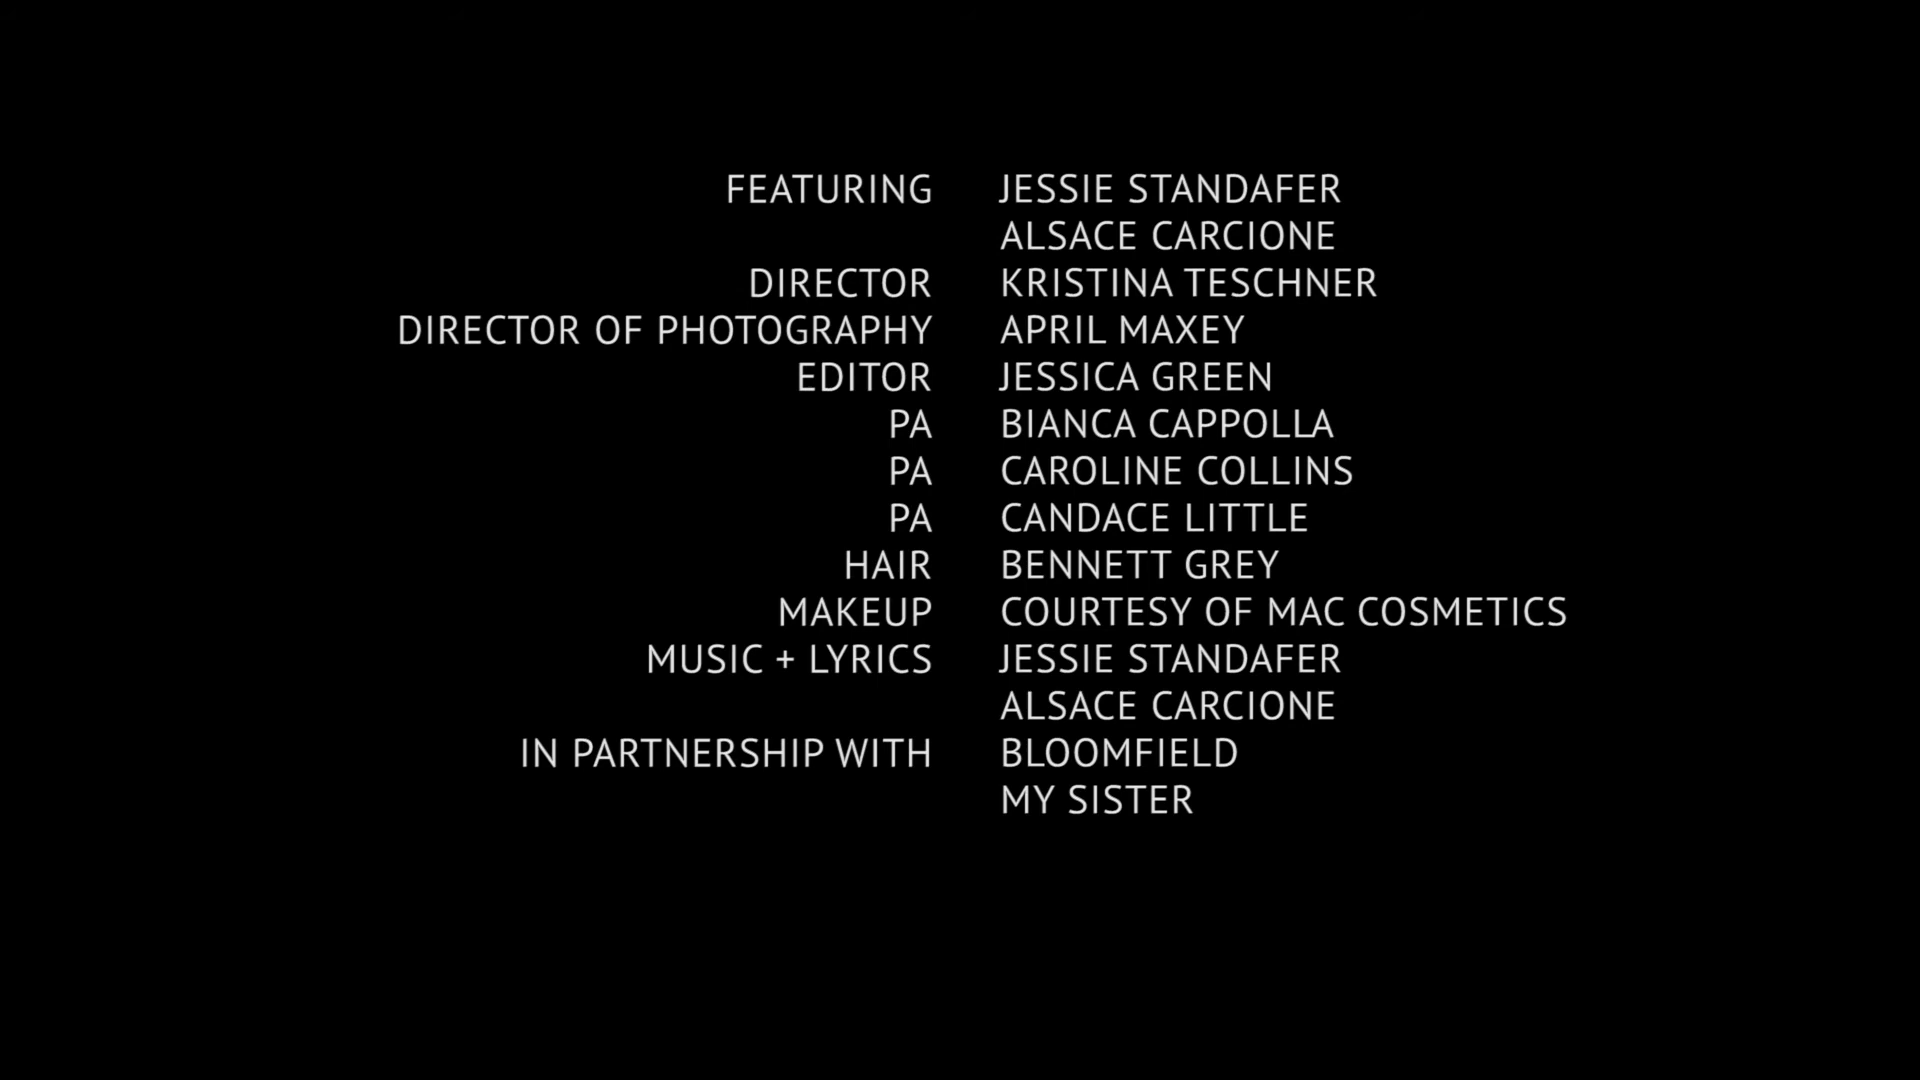 FEATURING JESSIE STANDAFER
ALSACE CARCIONE
DIRECTOR KRISTINA TESCHNER
DIRECTOR OF PHOTOGRAPHY APRIL MAXEY
EDITOR JESSICA GREEN
PA BIANCA CAPPOLLA
PA CAROLINE COLLINS
PA CANDACE LITTLE
HAIR BENNETT GREY
MAKEUP COURTESY OF MAC COSMETICS
MUSIC + LYRICS JESSIE STANDAFER
ALSACE CARCIONE
IN PARTNERSHIP WITH BLOOMFIELD
MY SISTER